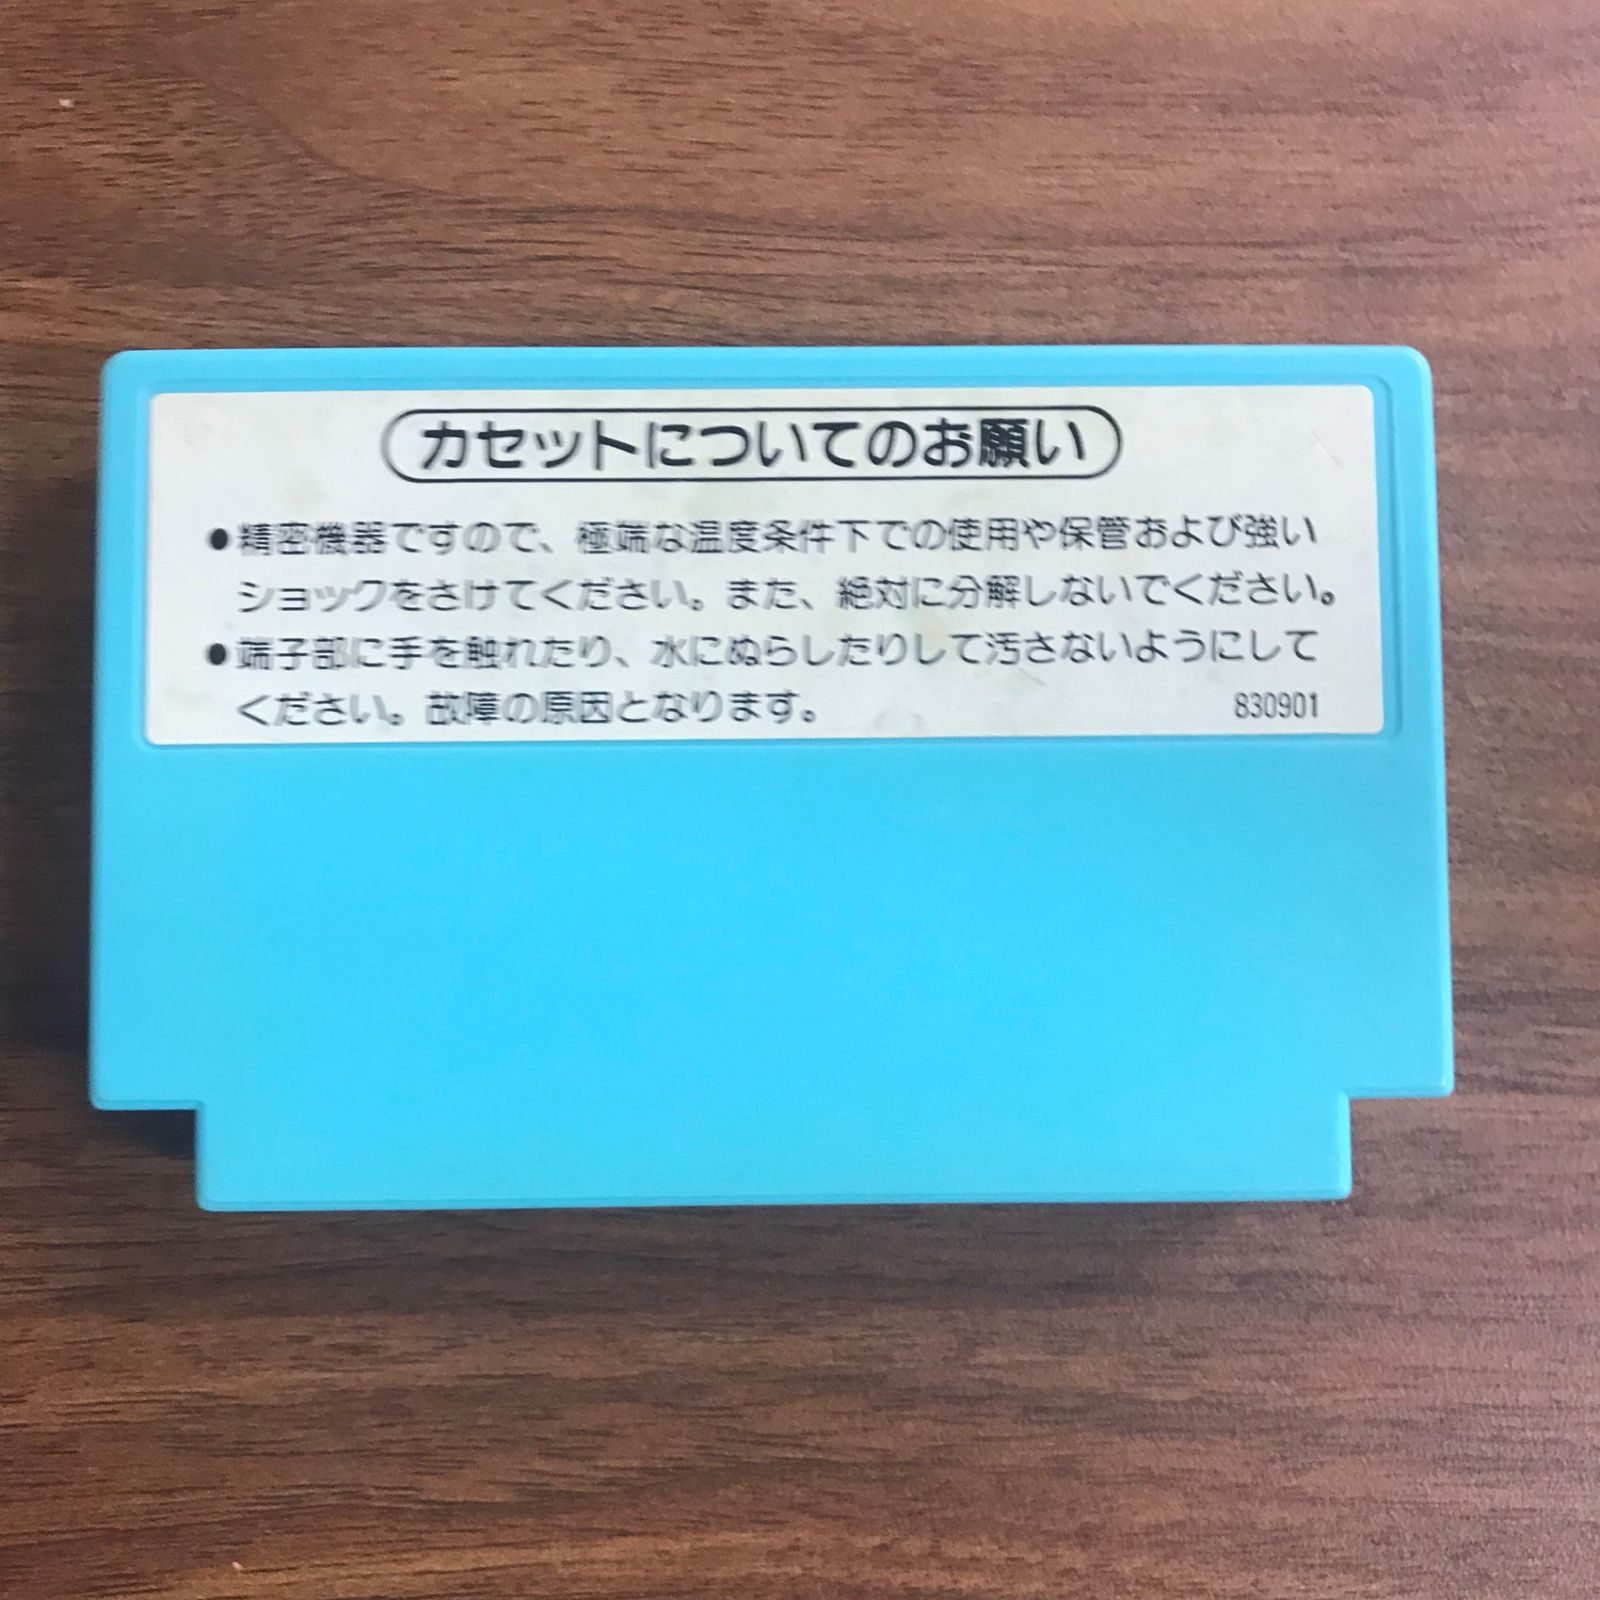 カセットについてのお願い
●精密機器ですので、極端な温度条件下での使用や保管および強い
ショックをさけてください。また、絶対に分解しないでください。
●端子部に手を触れたり、水にぬらしたりして汚さないようにして
ください。故障の原因となります。 830901